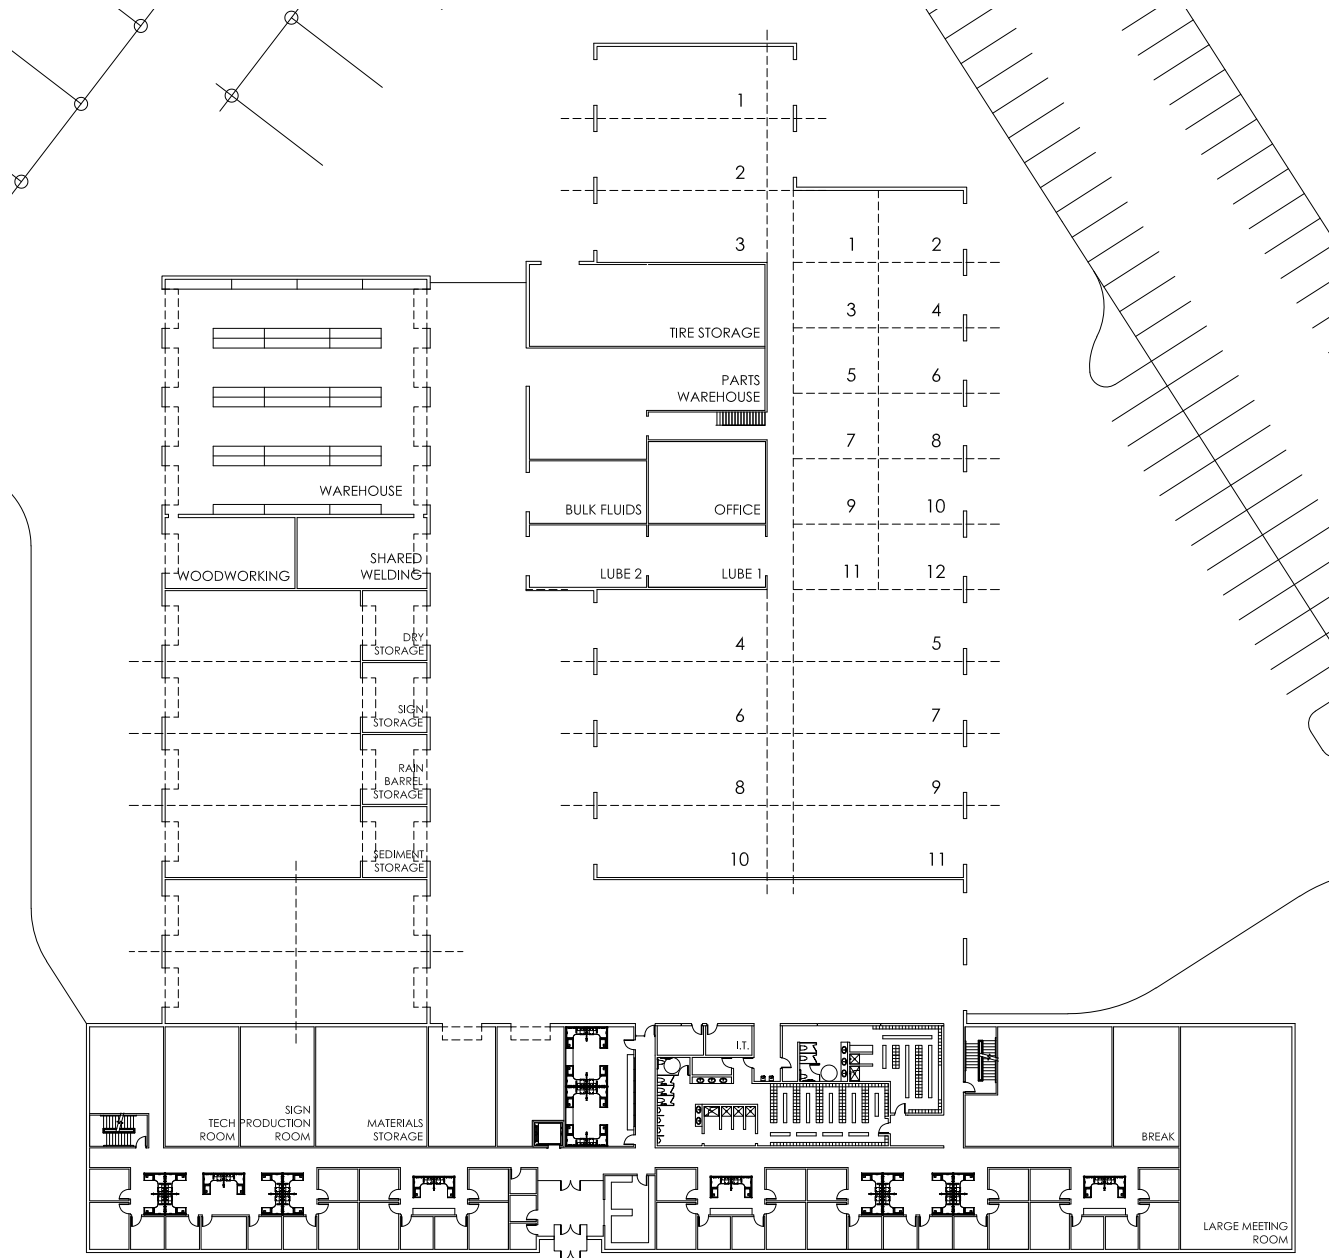 1
2
3
1
2
3
4
TIRE STORAGE
5
6
PARTS
WAREHOUSE
7
8
WAREHOUSE
BULK FLUIDS
OFFICE
9
10
SHARED
WELDING
WOODWORKING
LUBE 2
LUBE 1
11
12
DRY
STORAGE
4
5
SIGN
STORAGE
6
7
RAIN
BARREL
STORAGE
8
9
SEDIMENT
STORAGE
10
11
I.T.
TECH
ROOM
SIGN
PRODUCTION
ROOM
MATERIALS
STORAGE
BREAK
LARGE MEETING
ROOM